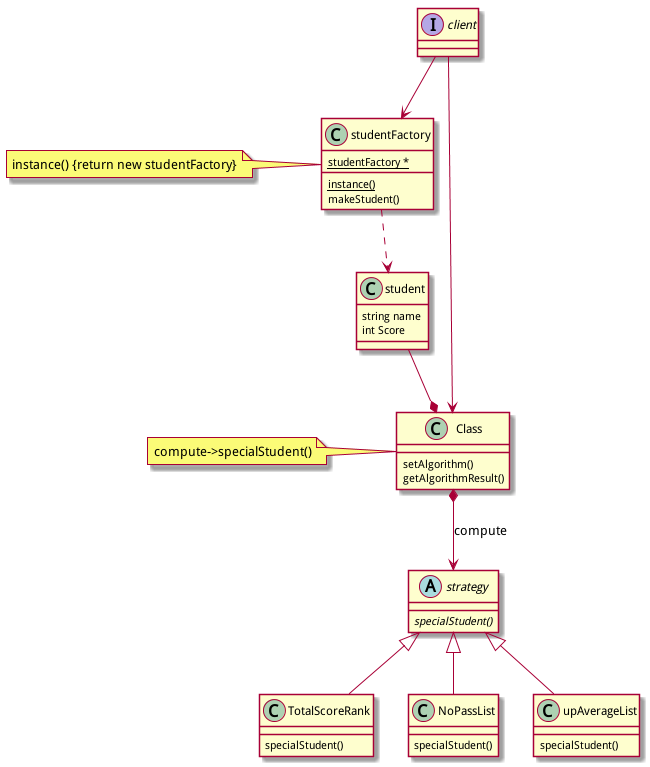 I client
C studentFactory
studentFactory *
instance()
makeStudent()
instance() {return new studentFactory}
C student
string name
int Score
C Class
setAlgorithm()
getAlgorithmResult()
compute->specialStudent()
compute
A strategy
specialStudent()
C TotalScoreRank
specialStudent()
C NoPassList
specialStudent()
C upAverageList
specialStudent()